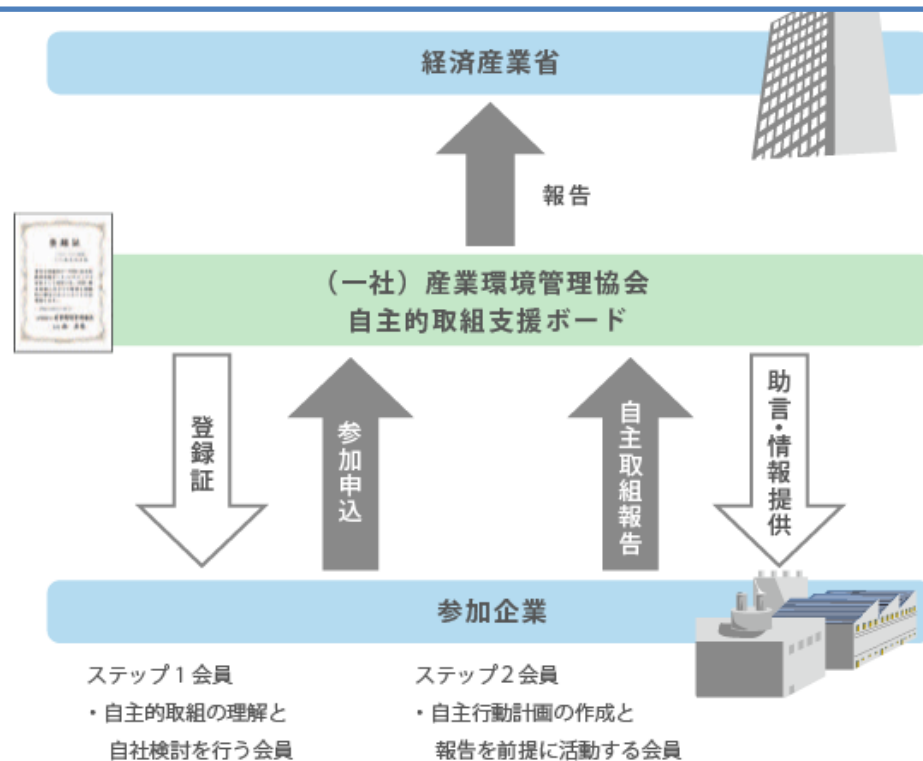 経済産業省
報告
登録証
（一社）産業環境管理協会
自主的取組支援ボード
登録証
参加申込
自主取組報告
助言・情報提供
参加企業
ステップ１会員
・自主的取組の理解と
自社検討を行う会員
ステップ２会員
・自主行動計画の作成と
報告を前提に活動する会員